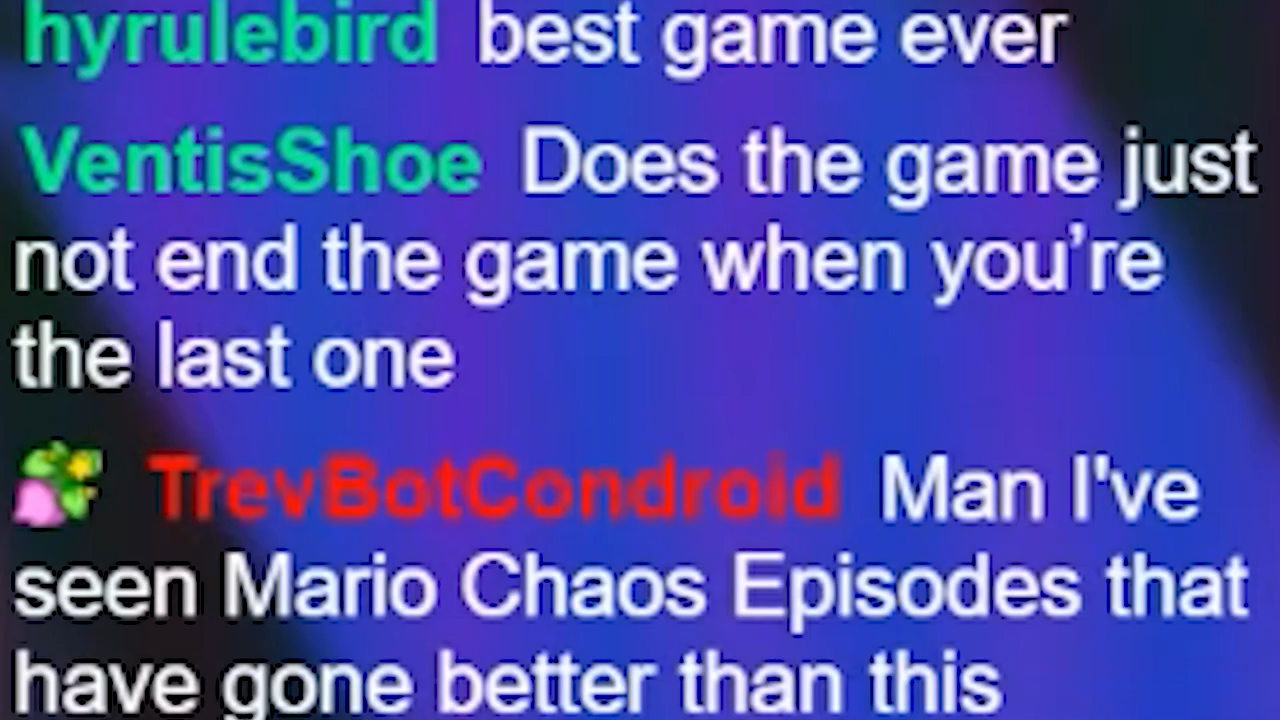 hyrulebird best game ever
VentisShoe Does the game just
not end the game when you’re
the last one
TrevBotCondroid Man I've
seen Mario Chaos Episodes that
have gone better than this